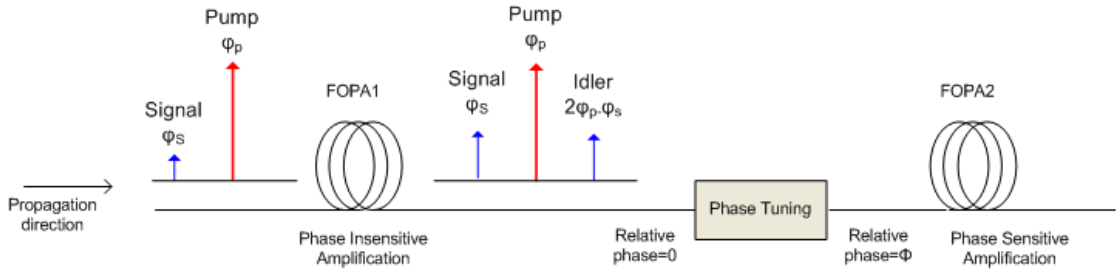 Pump
φp
Signal
φS
FOPA1
Pump
φp
Signal
φS
Idler
2φp-φs
FOPA2
Propagation
direction
Phase Insensitive
Amplification
Relative
phase=0
Phase Tuning
Relative
phase=Φ
Phase Sensitive
Amplification